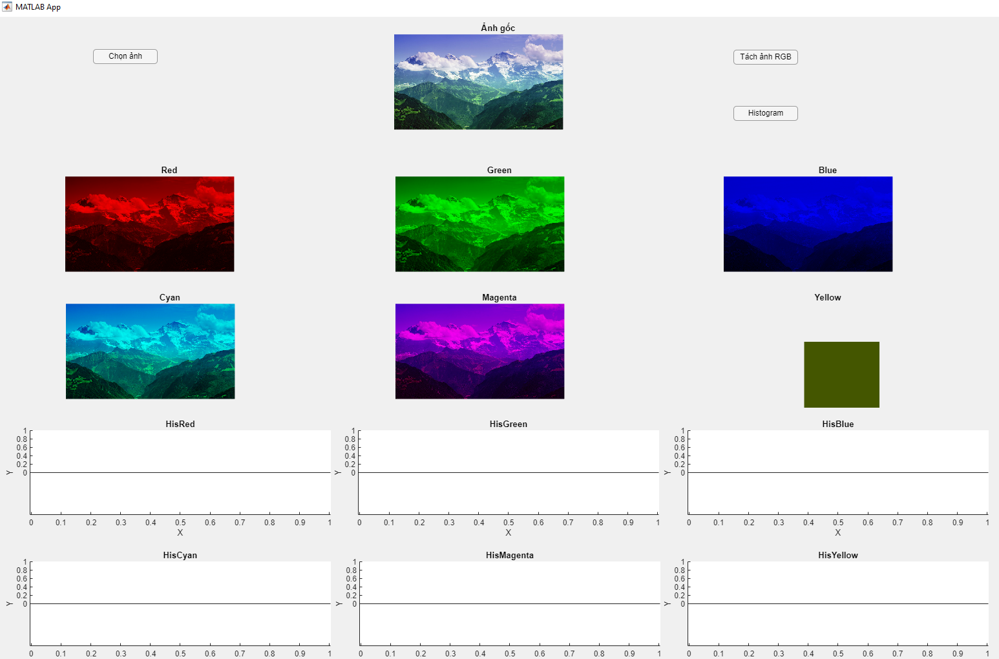 MATLAB App
Ảnh gốc
Chọn ảnh
Tách ảnh RGB
Histogram
Red
Green
Blue
Cyan
Magenta
Yellow
HisRed
1
0.8
0.6
0.4
0.2
0
Y
0 0.1 0.2 0.3 0.4 0.5 0.6 0.7 0.8 0.9 1
X
HisGreen
1
0.8
0.6
0.4
0.2
0
Y
0 0.1 0.2 0.3 0.4 0.5 0.6 0.7 0.8 0.9 1
X
HisBlue
1
0.8
0.6
0.4
0.2
0
Y
0 0.1 0.2 0.3 0.4 0.5 0.6 0.7 0.8 0.9 1
X
HisCyan
1
0.8
0.6
0.4
0.2
0
Y
0 0.1 0.2 0.3 0.4 0.5 0.6 0.7 0.8 0.9 1
HisMagenta
1
0.8
0.6
0.4
0.2
0
Y
0 0.1 0.2 0.3 0.4 0.5 0.6 0.7 0.8 0.9 1
HisYellow
1
0.8
0.6
0.4
0.2
0
Y
0 0.1 0.2 0.3 0.4 0.5 0.6 0.7 0.8 0.9 1